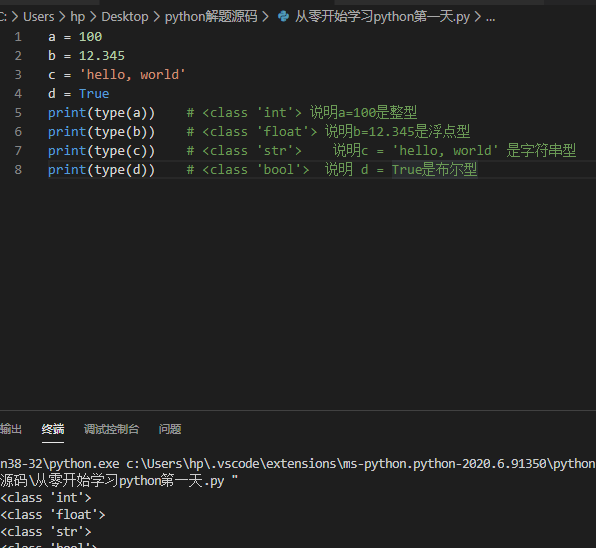 C: > Users > hp > Desktop > python解题源码 > 从零开始学习python第一天.py > ...
1 a = 100
2 b = 12.345
3 c = 'hello, world'
4 d = True
5 print(type(a)) # <class 'int'> 说明a=100是整型
6 print(type(b)) # <class 'float'> 说明b=12.345是浮点型
7 print(type(c)) # <class 'str'> 说明c = 'hello, world' 是字符串型
8 print(type(d)) # <class 'bool'> 说明 d = True是布尔型
输出 终端 调试控制台 问题
n38-32\python.exe c:\Users\hp\.vscode\extensions\ms-python.python-2020.6.91350\python
源码\从零开始学习python第一天.py "
<class 'int'>
<class 'float'>
<class 'str'>
<class 'bool'>